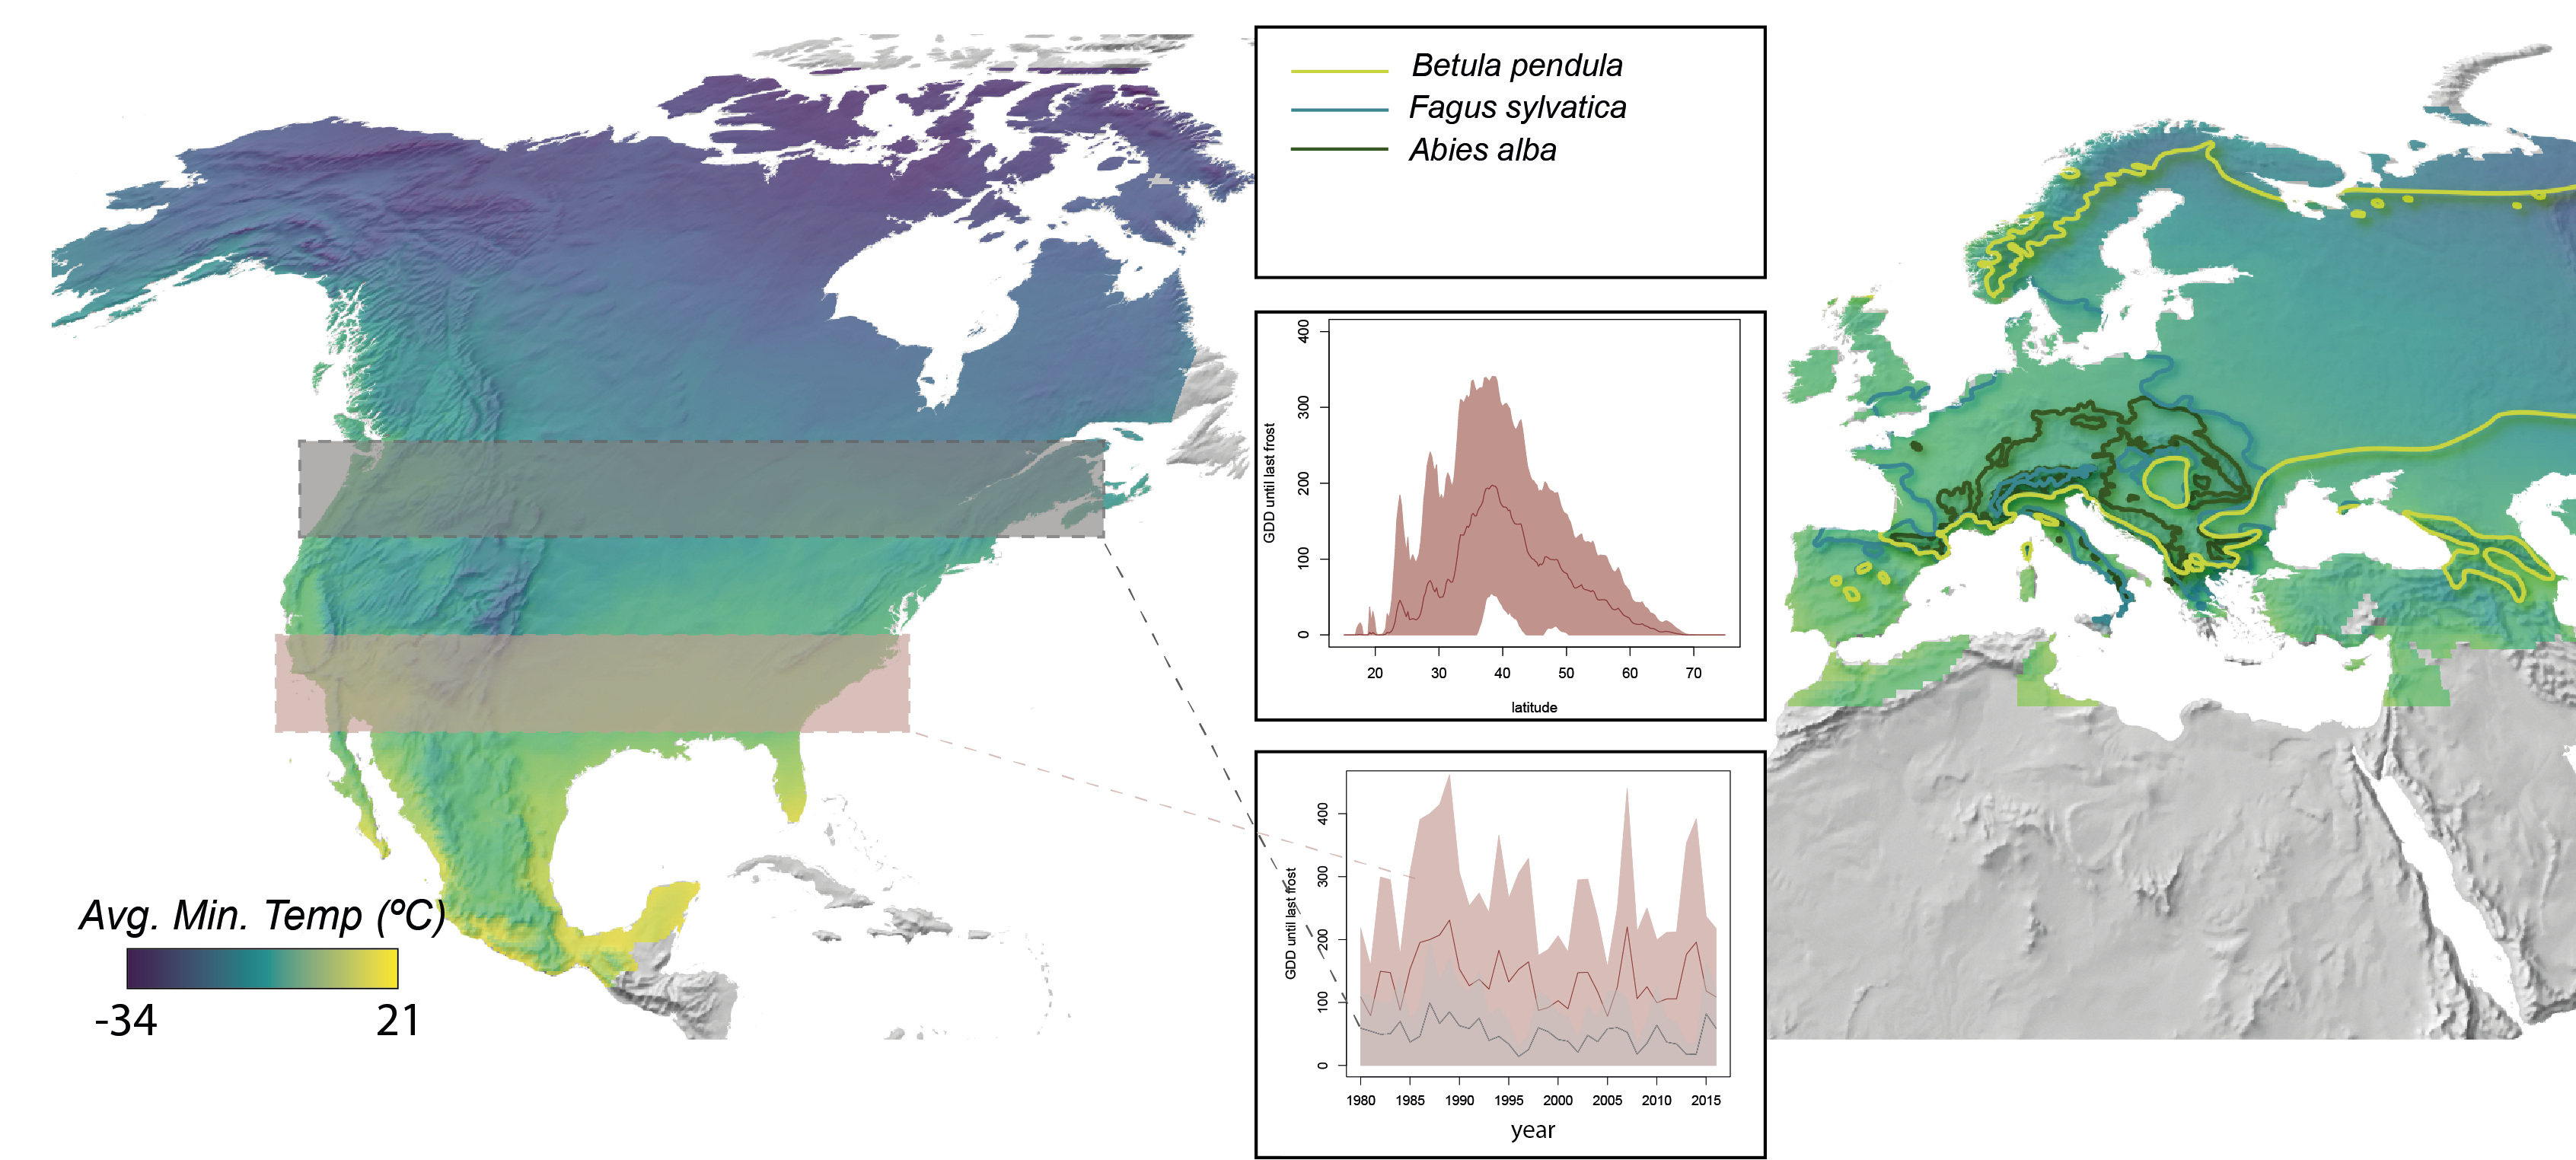 Betula pendula
Fagus sylvatica
Abies alba
GDD until last frost
400
300
200
100
0
20 30 40 50 60 70
latitude
GDD until last frost
400
300
200
100
0
1980 1985 1990 1995 2000 2005 2010 2015
year
Avg. Min. Temp (ºC)
-34 21